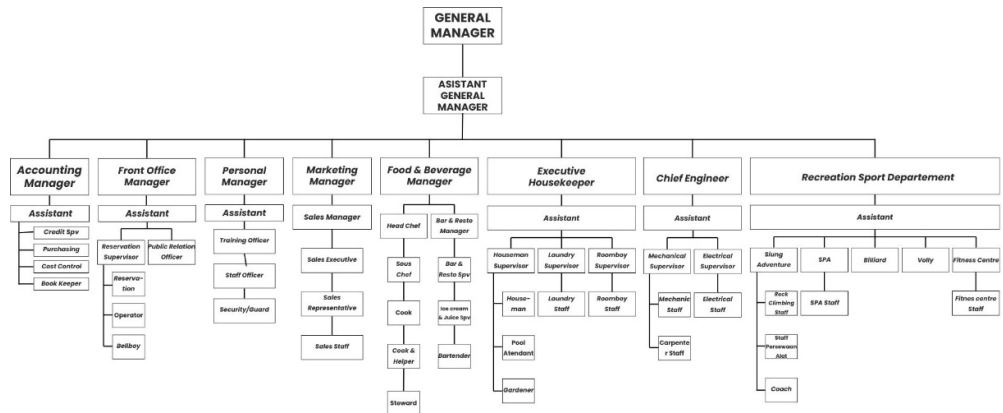 GENERAL
MANAGER
ASISTANT
GENERAL
MANAGER
Accounting
Manager
Assistant
Credit Spv
Purchasing
Cost Control
Book Keeper
Front Office
Manager
Assistant
Reservation
Supervisor
Public Relation
Officer
Reserva-
tion
Operator
Bellboy
Personal
Manager
Assistant
Training Officer
Staff Officer
Security/Guard
Marketing
Manager
Sales Manager
Sales Executive
Sales
Representative
Sales Staff
Food & Beverage
Manager
Head Chef
Bar & Resto
Manager
Sous
Chef
Cook
Cook &
Helper
Steward
Bar &
Resto Spv
Ice cream
& Juice Spv
Bartender
Executive
Housekeeper
Assistant
Houseman
Supervisor
Laundry
Supervisor
Roomboy
Supervisor
House-
man
Pool
Atendant
Gardener
Laundry
Staff
Roomboy
Staff
Chief Engineer
Assistant
Mechanical
Supervisor
Electrical
Supervisor
Mechanic
Staff
Carpente
r Staff
Electrical
Staff
Recreation Sport Departement
Assistant
Slung
Adventure
SPA
Billiard
Volly
Fitness Centre
Rock
Climbing
Staff
Staff
Persewaan
Alat
Coach
SPA Staff
Fitnes centre
Staff